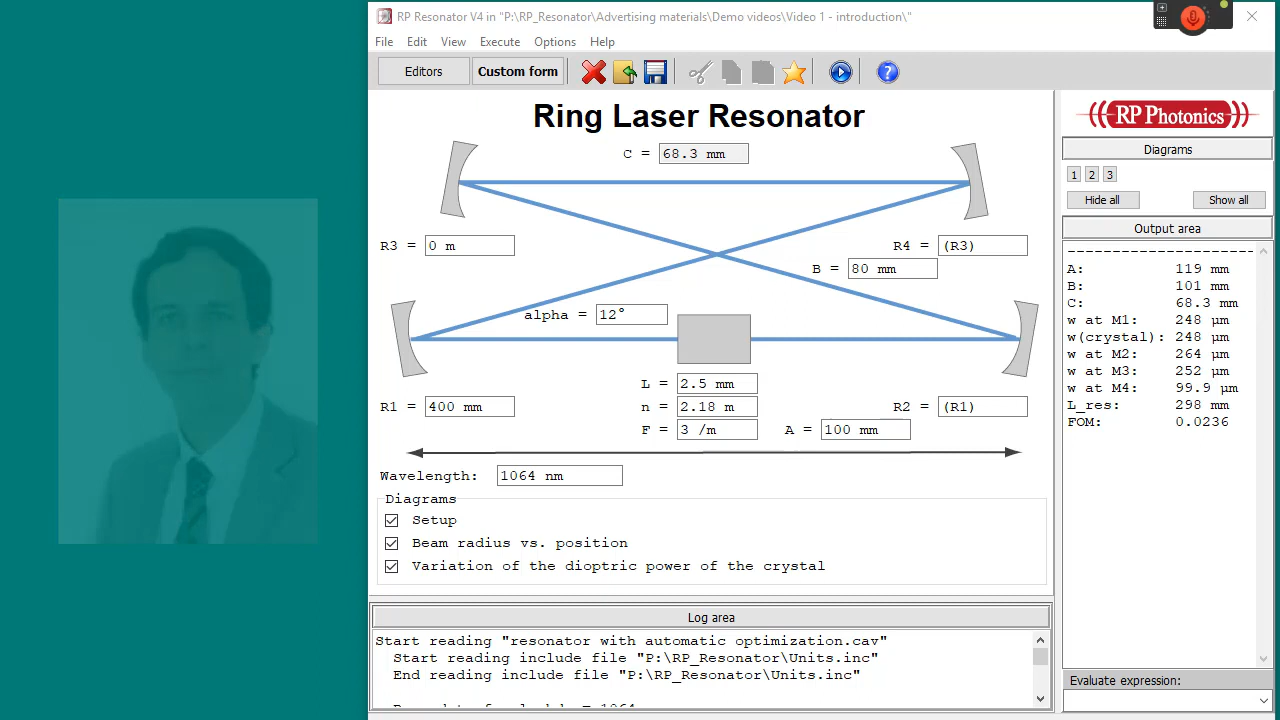 RP Resonator V4 in "P:\RP_Resonator\Advertising materials\Demo videos\Video 1 - introduction\"
File Edit View Execute Options Help
Editors Custom form
Ring Laser Resonator
C = 68.3 mm
R3 = 0 m
R4 = (R3)
B = 80 mm
alpha = 12°
L = 2.5 mm
R1 = 400 mm
n = 2.18 m
R2 = (R1)
F = 3 /m
A = 100 mm
Wavelength: 1064 nm
Diagrams
Setup
Beam radius vs. position
Variation of the dioptric power of the crystal
Log area
Start reading "resonator with automatic optimization.cav"
Start reading include file "P:\RP_Resonator\Units.inc"
End reading include file "P:\RP_Resonator\Units.inc"
RP Photonics
Diagrams
1 2 3
Hide all Show all
Output area
--------------------
A: 119 mm
B: 101 mm
C: 68.3 mm
w at M1: 248 µm
w(crystal): 248 µm
w at M2: 264 µm
w at M3: 252 µm
w at M4: 99.9 µm
L_res: 298 mm
FOM: 0.0236
Evaluate expression: